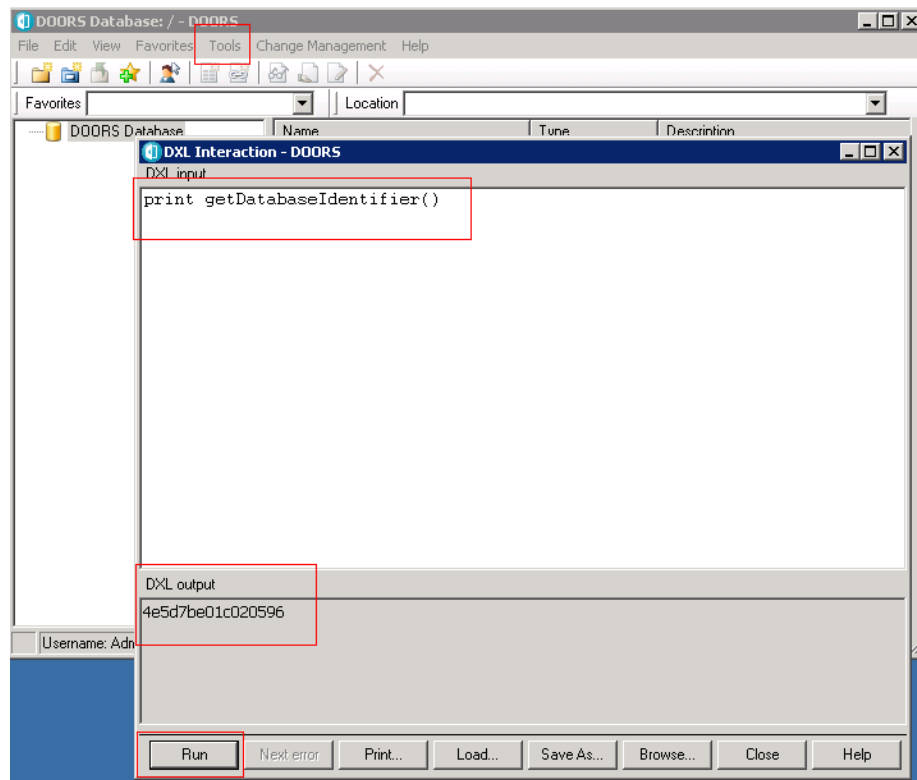 DOORS Database: / - DOORS
File Edit View Favorites Tools Change Management Help
Favorites Location
DOORS Database Name Type Description
DXL Interaction - DOORS
DXL input
print getDatabaseIdentifier()
DXL output
4e5d7be01c020596
Username: Adm
Run Next error Print... Load... Save As... Browse... Close Help